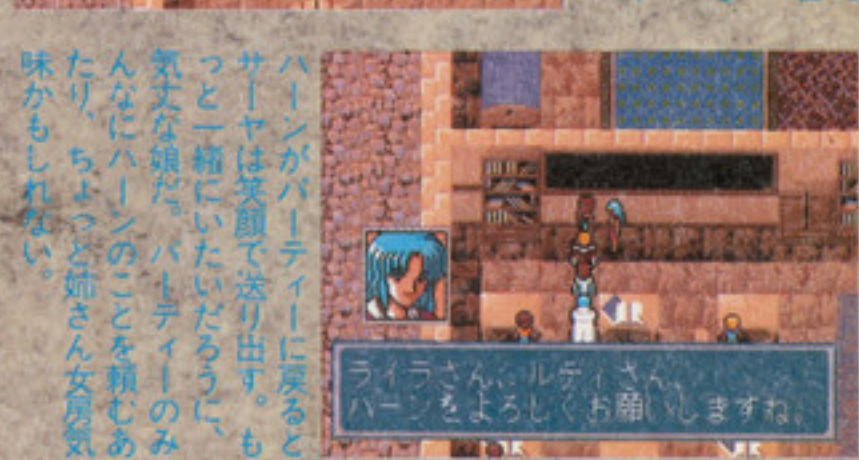 ハーンがパーティーに戻ると
サーヤは笑顔で送り出す。も
っと一緒にいたいだろうに、
気丈な娘だ。パーティーのみ
んなにハーンのことを頼むあ
たり、ちょっと姉さん女房気
味かもしれない。
ライラさん、ルディさん、
ハーンをよろしくお願いしますね。